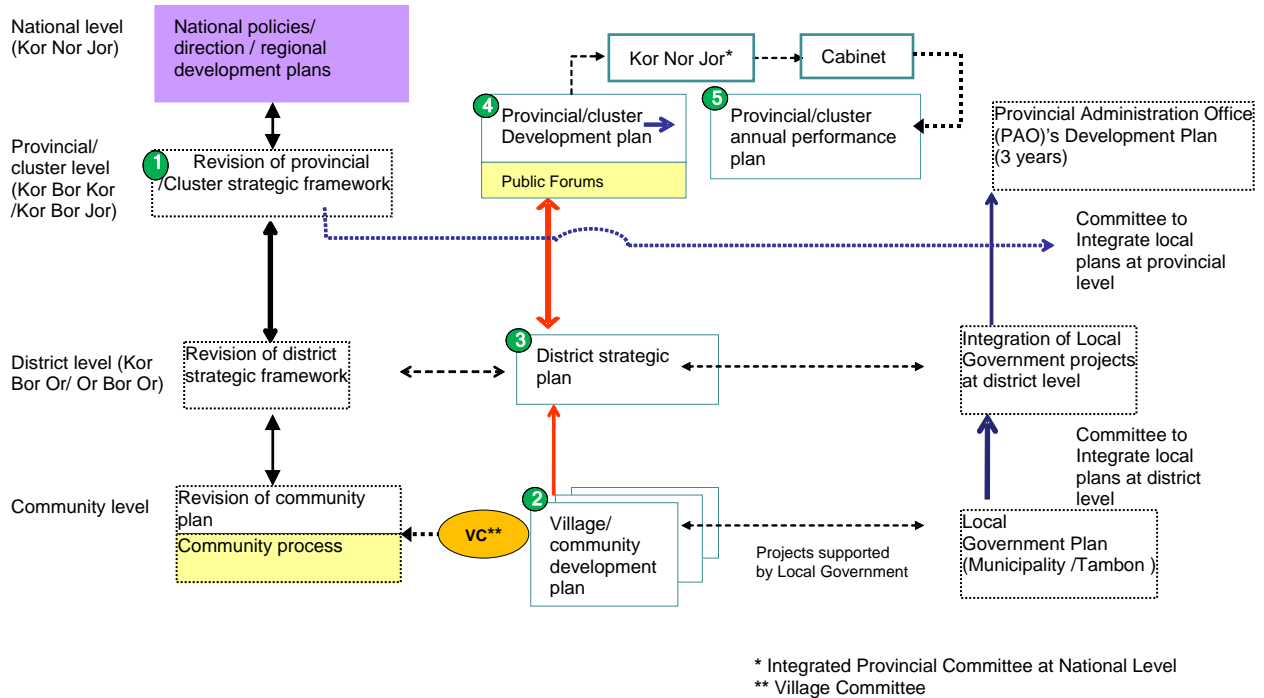 National level
(Kor Nor Jor)
National policies/
direction / regional
development plans
Kor Nor Jor*
Cabinet
Provincial/
cluster level
(Kor Bor Kor
/Kor Bor Jor)
1
Revision of provincial
/Cluster strategic framework
4
Provincial/cluster
Development plan
Public Forums
5
Provincial/cluster
annual performance
plan
Provincial Administration Office
(PAO)'s Development Plan
(3 years)
Committee to
Integrate local
plans at provincial
level
District level (Kor
Bor Or/ Or Bor Or)
Revision of district
strategic framework
3
District strategic
plan
Integration of Local
Government projects
at district level
Committee to
Integrate local
plans at district
level
Community level
Revision of community
plan
Community process
VC**
2
Village/
community
development
plan
Projects supported
by Local Government
Local
Government Plan
(Municipality /Tambon )
* Integrated Provincial Committee at National Level
** Village Committee